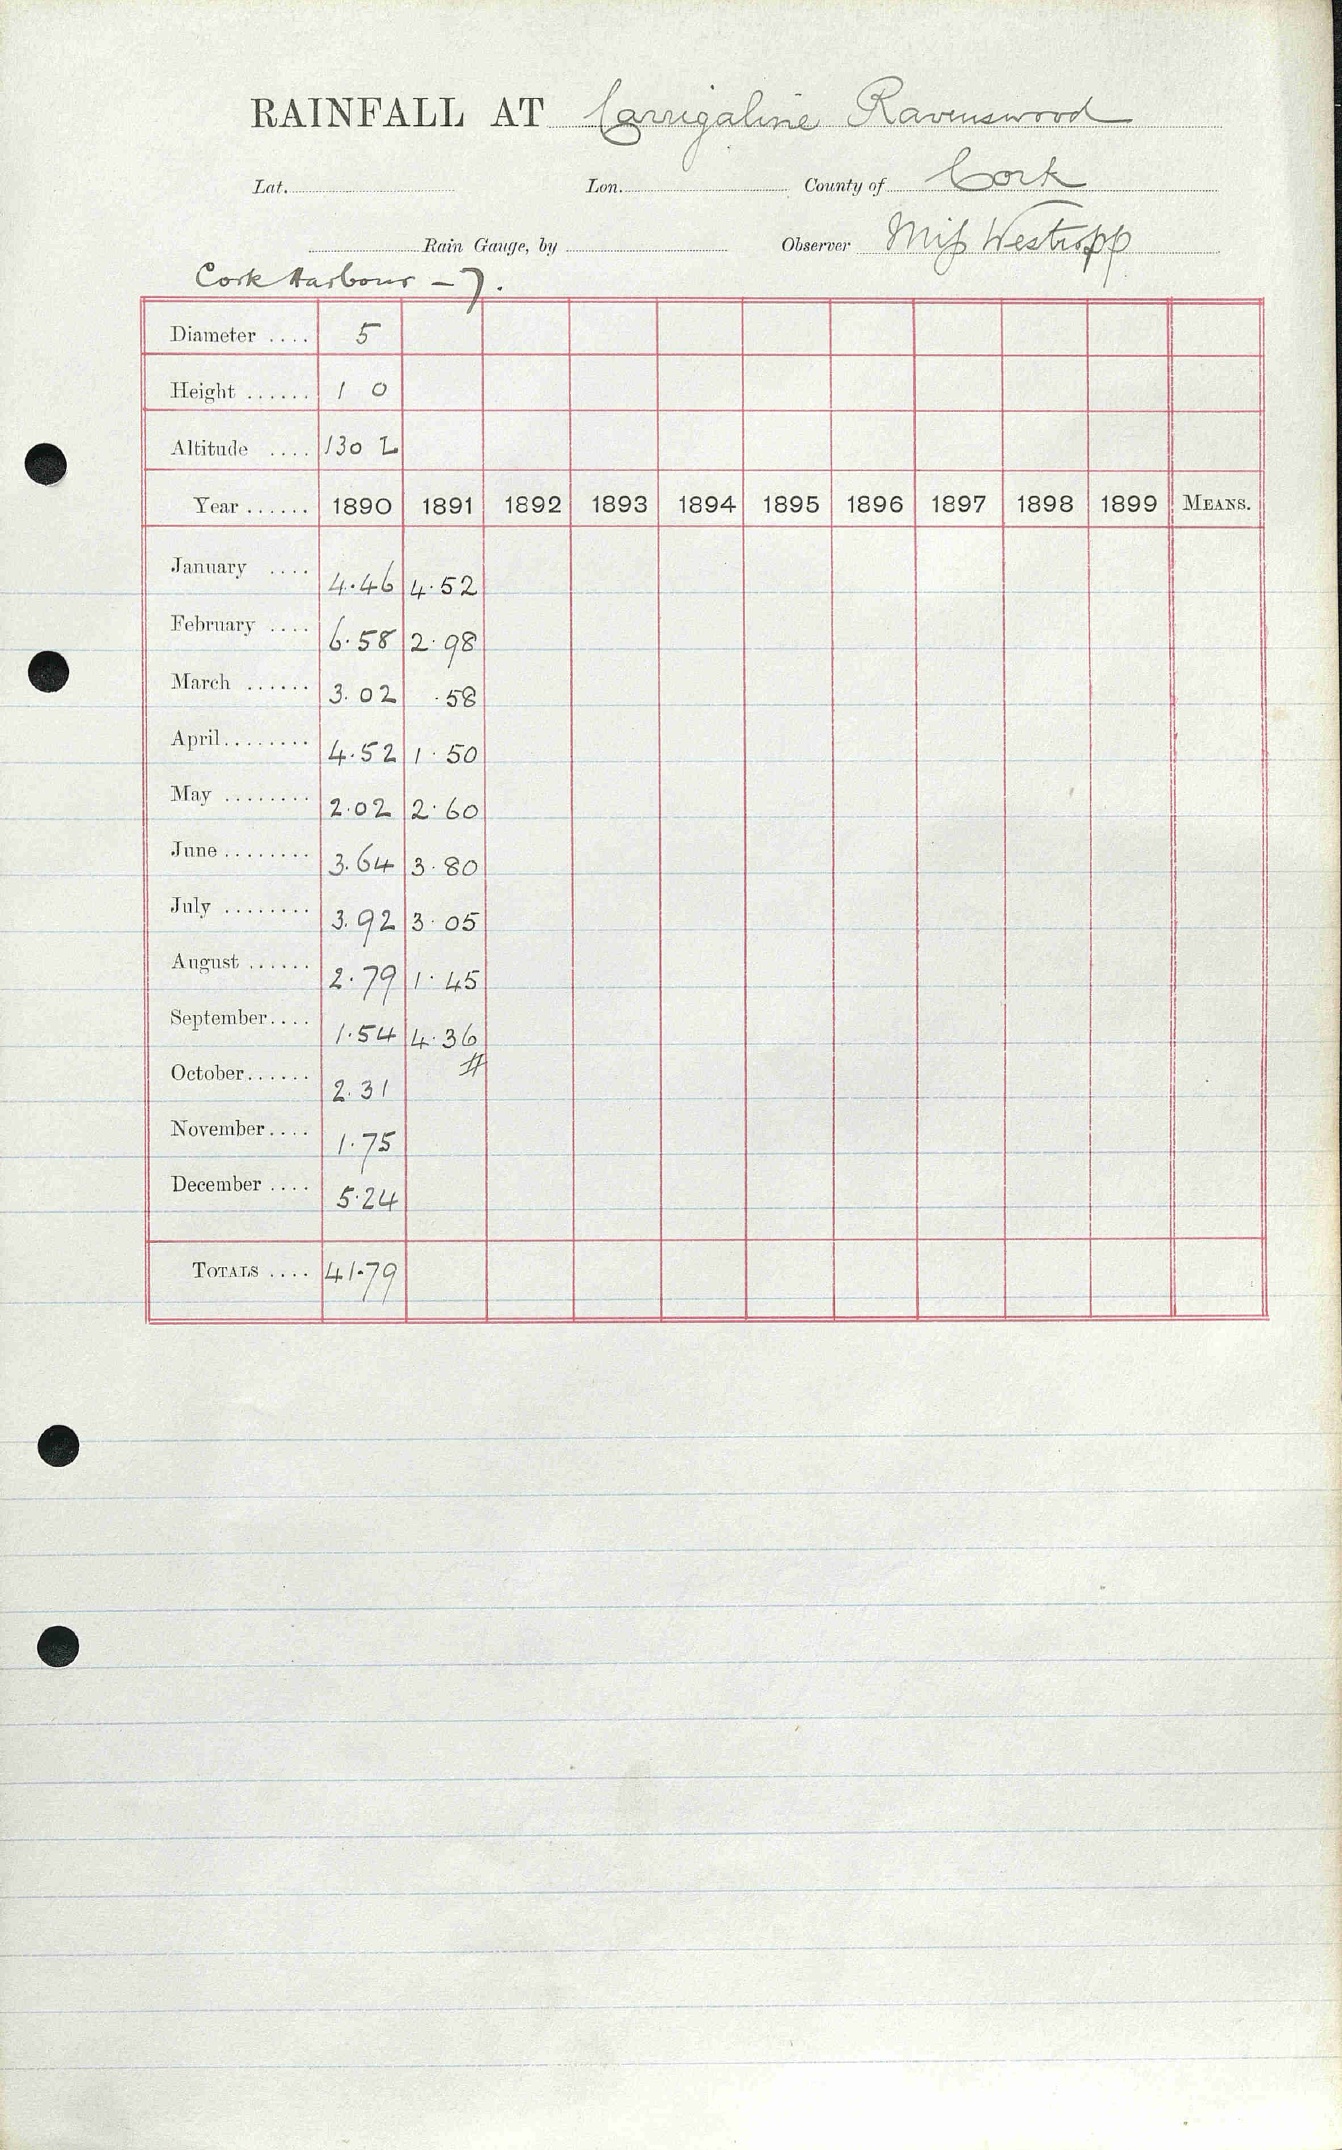 RAINFALL AT Carrigaline Ravenswood
Lat. Lon. County of Cork
Rain Gauge, by Observer Miss Westropp
Cork Harbour - 7.
Diameter .... 5
Height ...... 1 0
Altitude .... 130 L
Year ...... 1890 1891 1892 1893 1894 1895 1896 1897 1898 1899 MEANS.
January .... 4.46 4.52
February .... 6.58 2.98
March ...... 3.02 .58
April ........ 4.52 1.50
May ........ 2.02 2.60
June ........ 3.64 3.80
July ........ 3.92 3.05
August ...... 2.79 1.45
September .... 1.54 4.36
October ...... 2.31 #
November .... 1.75
December .... 5.24
TOTALS .... 41.79